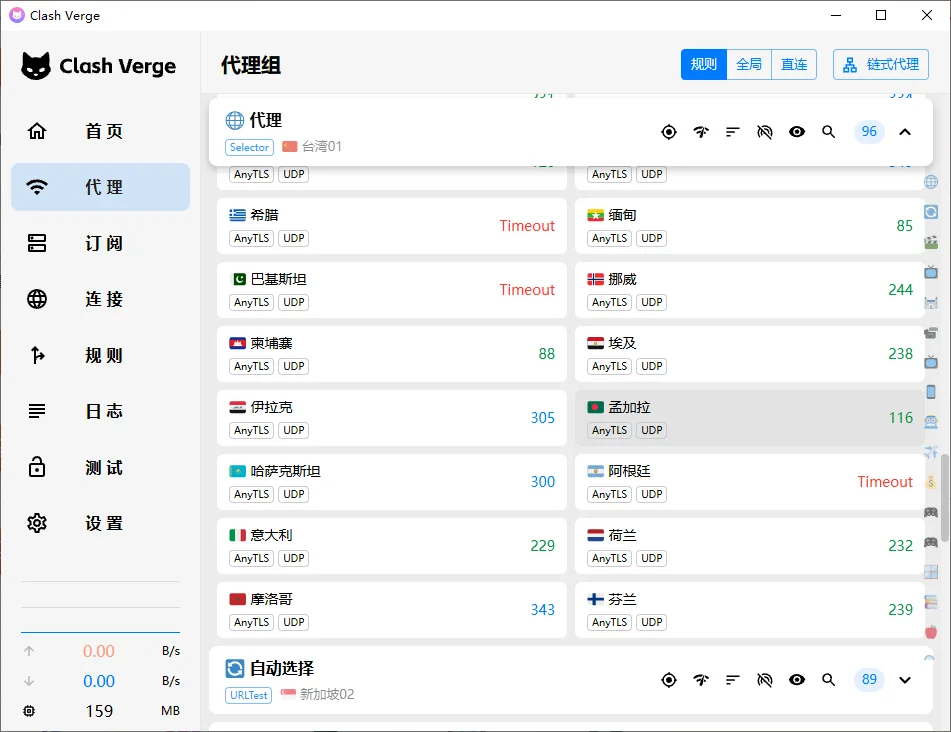 Clash Verge
Clash Verge
首页
代理
订阅
连接
规则
日志
测试
设置
0.00 B/s
0.00 B/s
159 MB
代理组
规则 全局 直连 链式代理
代理
Selector 台湾01
96
AnyTLS UDP
AnyTLS UDP
希腊
AnyTLS UDP
Timeout
缅甸
AnyTLS UDP
85
巴基斯坦
AnyTLS UDP
Timeout
挪威
AnyTLS UDP
244
柬埔寨
AnyTLS UDP
88
埃及
AnyTLS UDP
238
伊拉克
AnyTLS UDP
305
孟加拉
AnyTLS UDP
116
哈萨克斯坦
AnyTLS UDP
300
阿根廷
AnyTLS UDP
Timeout
意大利
AnyTLS UDP
229
荷兰
AnyTLS UDP
232
摩洛哥
AnyTLS UDP
343
芬兰
AnyTLS UDP
239
自动选择
URLTest 新加坡02
89